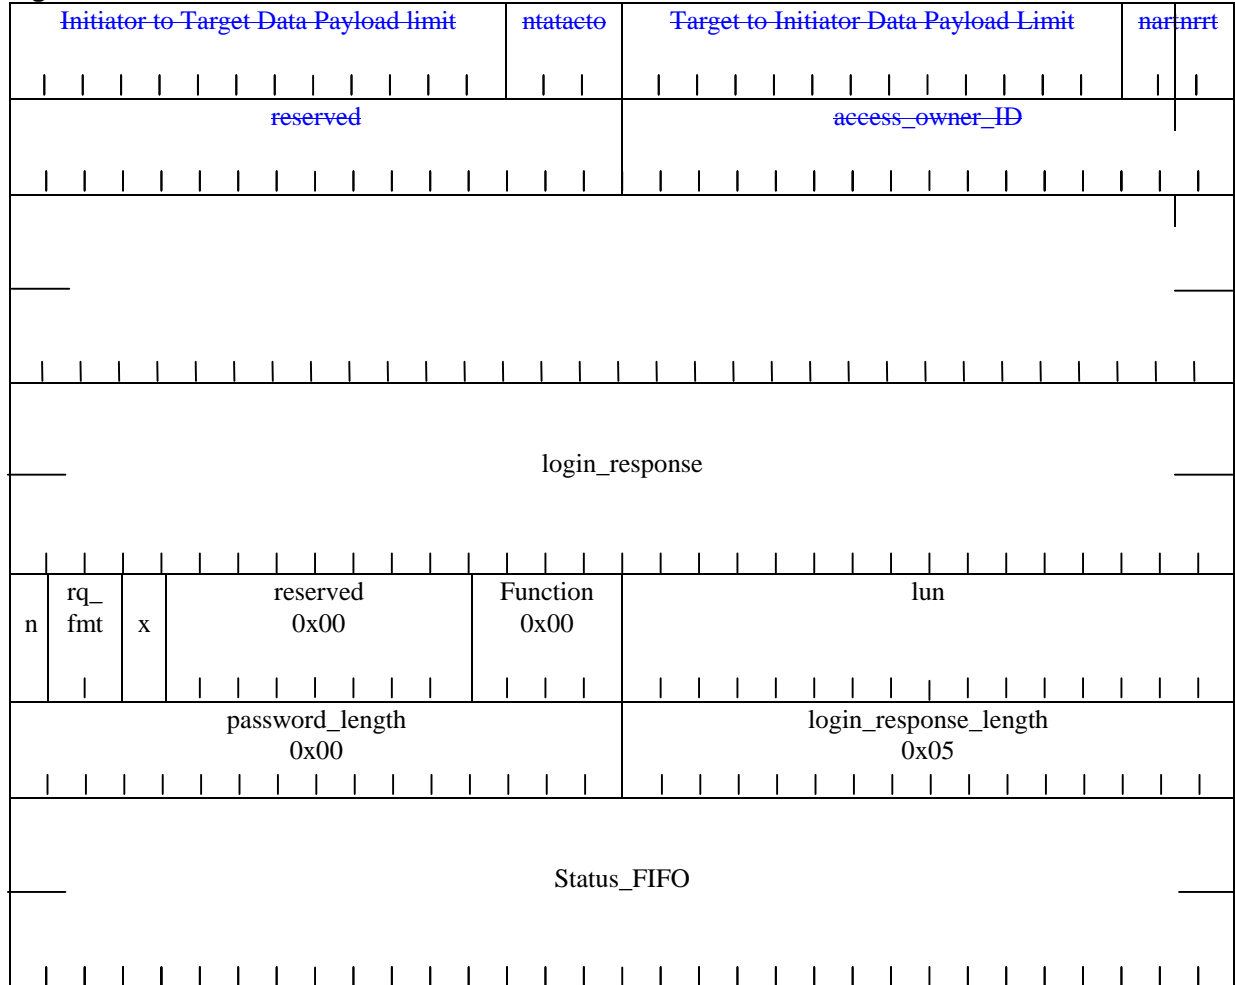 Initiator to Target Data Payload limit ntatacto Target to Initiator Data Payload Limit nartnrrt
reserved access_owner_ID
login_response
rq_ reserved Function lun
n fmt x 0x00 0x00
password_length login_response_length
0x00 0x05
Status_FIFO